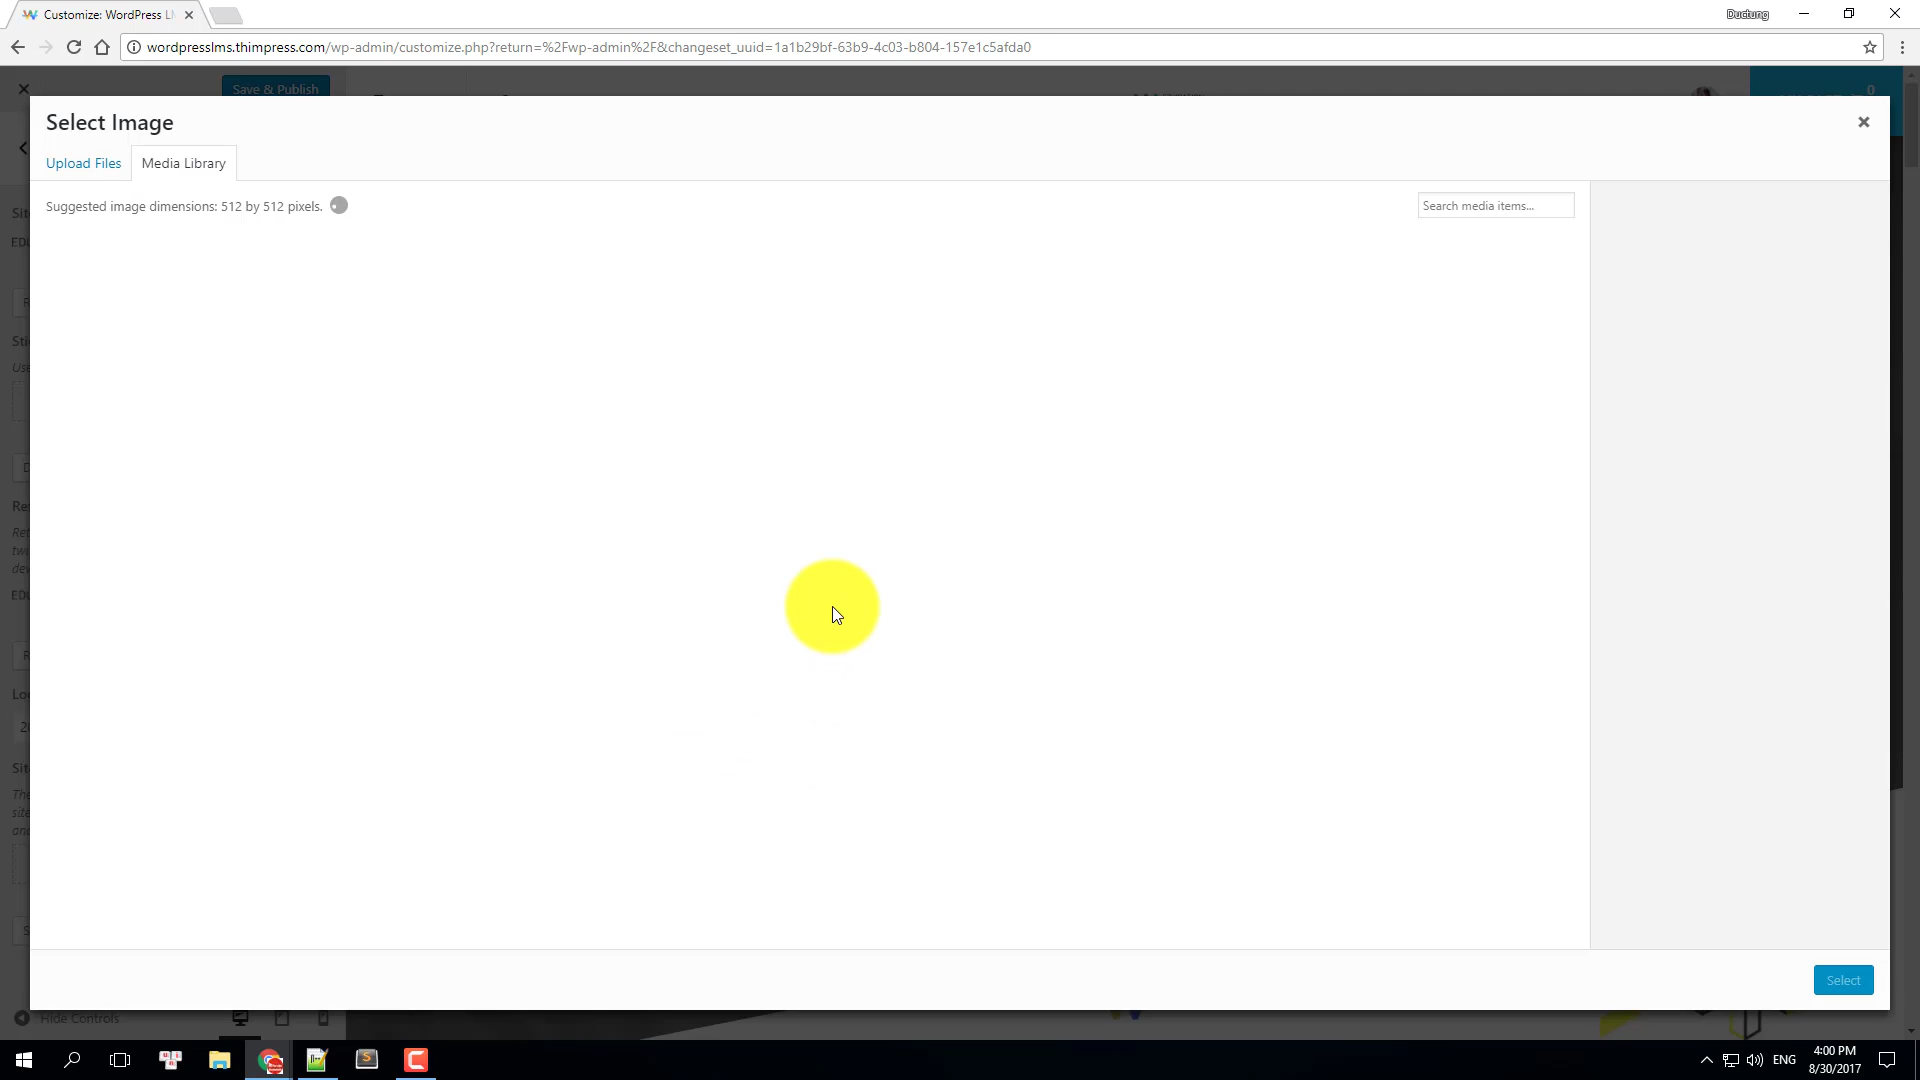 Customize: WordPress L
Ductung
wordpresslms.thimpress.com/wp-admin/customize.php?return=%2Fwp-admin%2F&changeset_uuid=1a1b29bf-63b9-4c03-b804-157e1c5afda0
Save & Publish
0
Select Image
Upload Files
Media Library
Suggested image dimensions: 512 by 512 pixels.
Search media items...
Select
Hide Controls
ENG
4:00 PM
8/30/2017